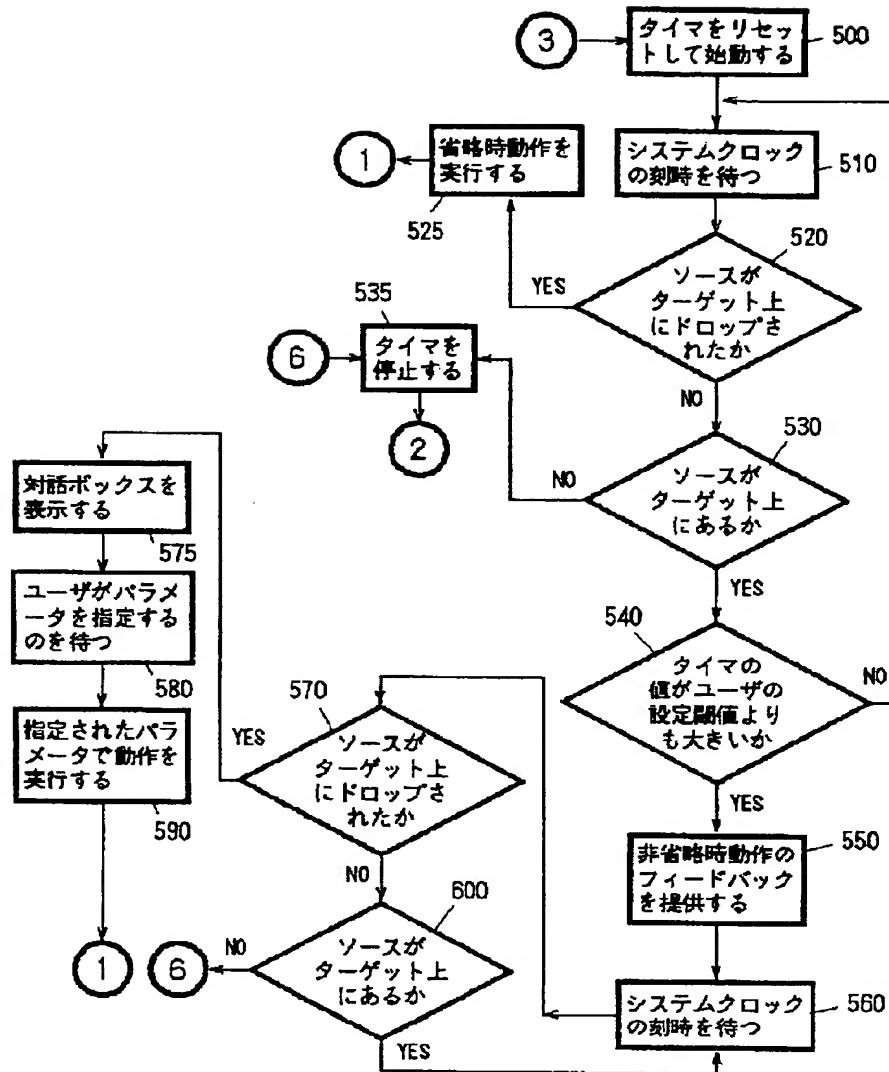 ③
タイマをリセッ
トして始動する
500
①
省略時動作を
実行する
525
システムクロック
の刻時を待つ
510
520
ソースが
ターゲット上
にドロップさ
れたか
YES
NO
535
⑥
タイマを
停止する
②
530
ソースが
ターゲット上
にあるか
NO
YES
対話ボックスを
表示する
575
ユーザがパラメ
ータを指定する
のを待つ
580
指定されたパラ
メータで動作を
実行する
590
①
540
タイマの
値がユーザの
設定閾値より
も大きいか
NO
YES
570
ソースが
ターゲット上
にドロップさ
れたか
YES
NO
非省略時動作の
フィードバック
を提供する
550
600
ソースが
ターゲット上
にあるか
NO
⑥
YES
システムクロック
の刻時を待つ
560